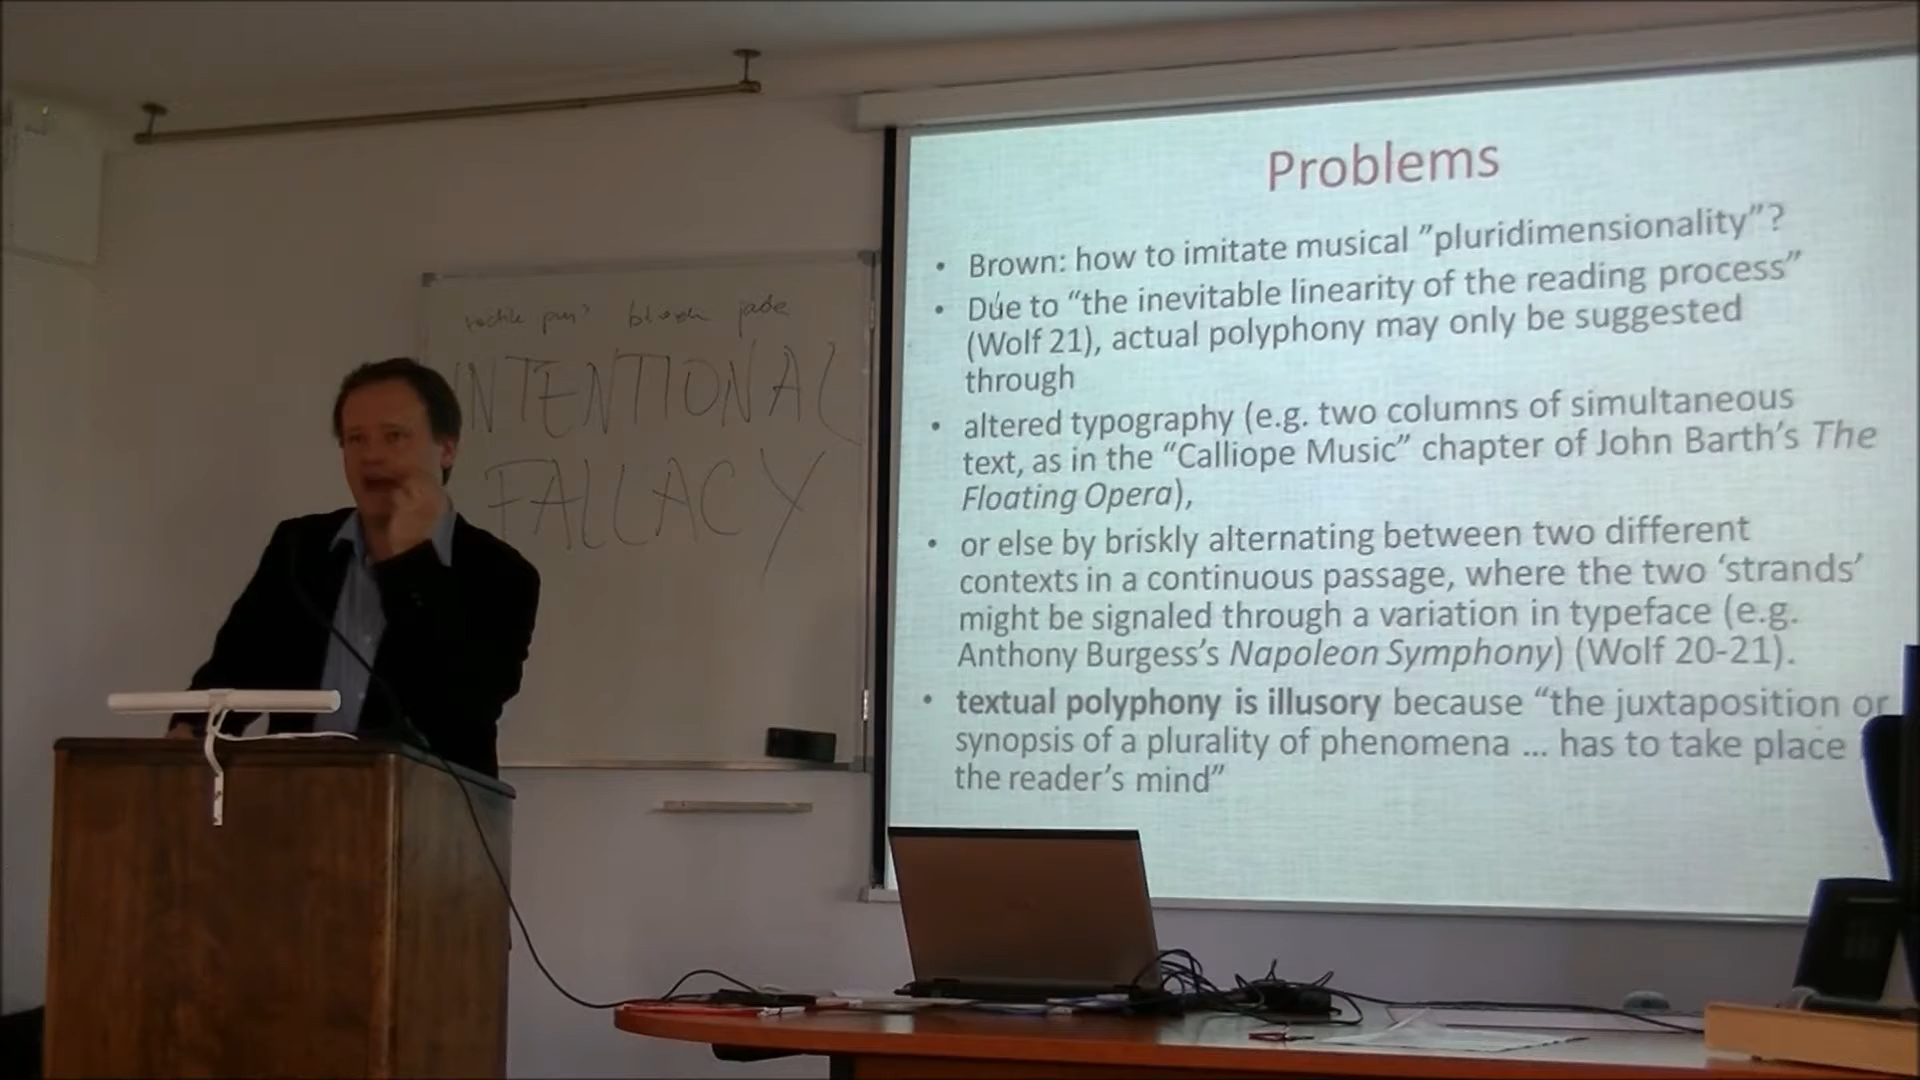 jade
INTENTIONAL
FALLACY
Problems
• Brown: how to imitate musical ”pluridimensionality”?
• Due to “the inevitable linearity of the reading process”
(Wolf 21), actual polyphony may only be suggested
through
• altered typography (e.g. two columns of simultaneous
text, as in the “Calliope Music” chapter of John Barth’s The
Floating Opera),
• or else by briskly alternating between two different
contexts in a continuous passage, where the two ‘strands’
might be signaled through a variation in typeface (e.g.
Anthony Burgess’s Napoleon Symphony) (Wolf 20-21).
• textual polyphony is illusory because “the juxtaposition or
synopsis of a plurality of phenomena ... has to take place
the reader’s mind”